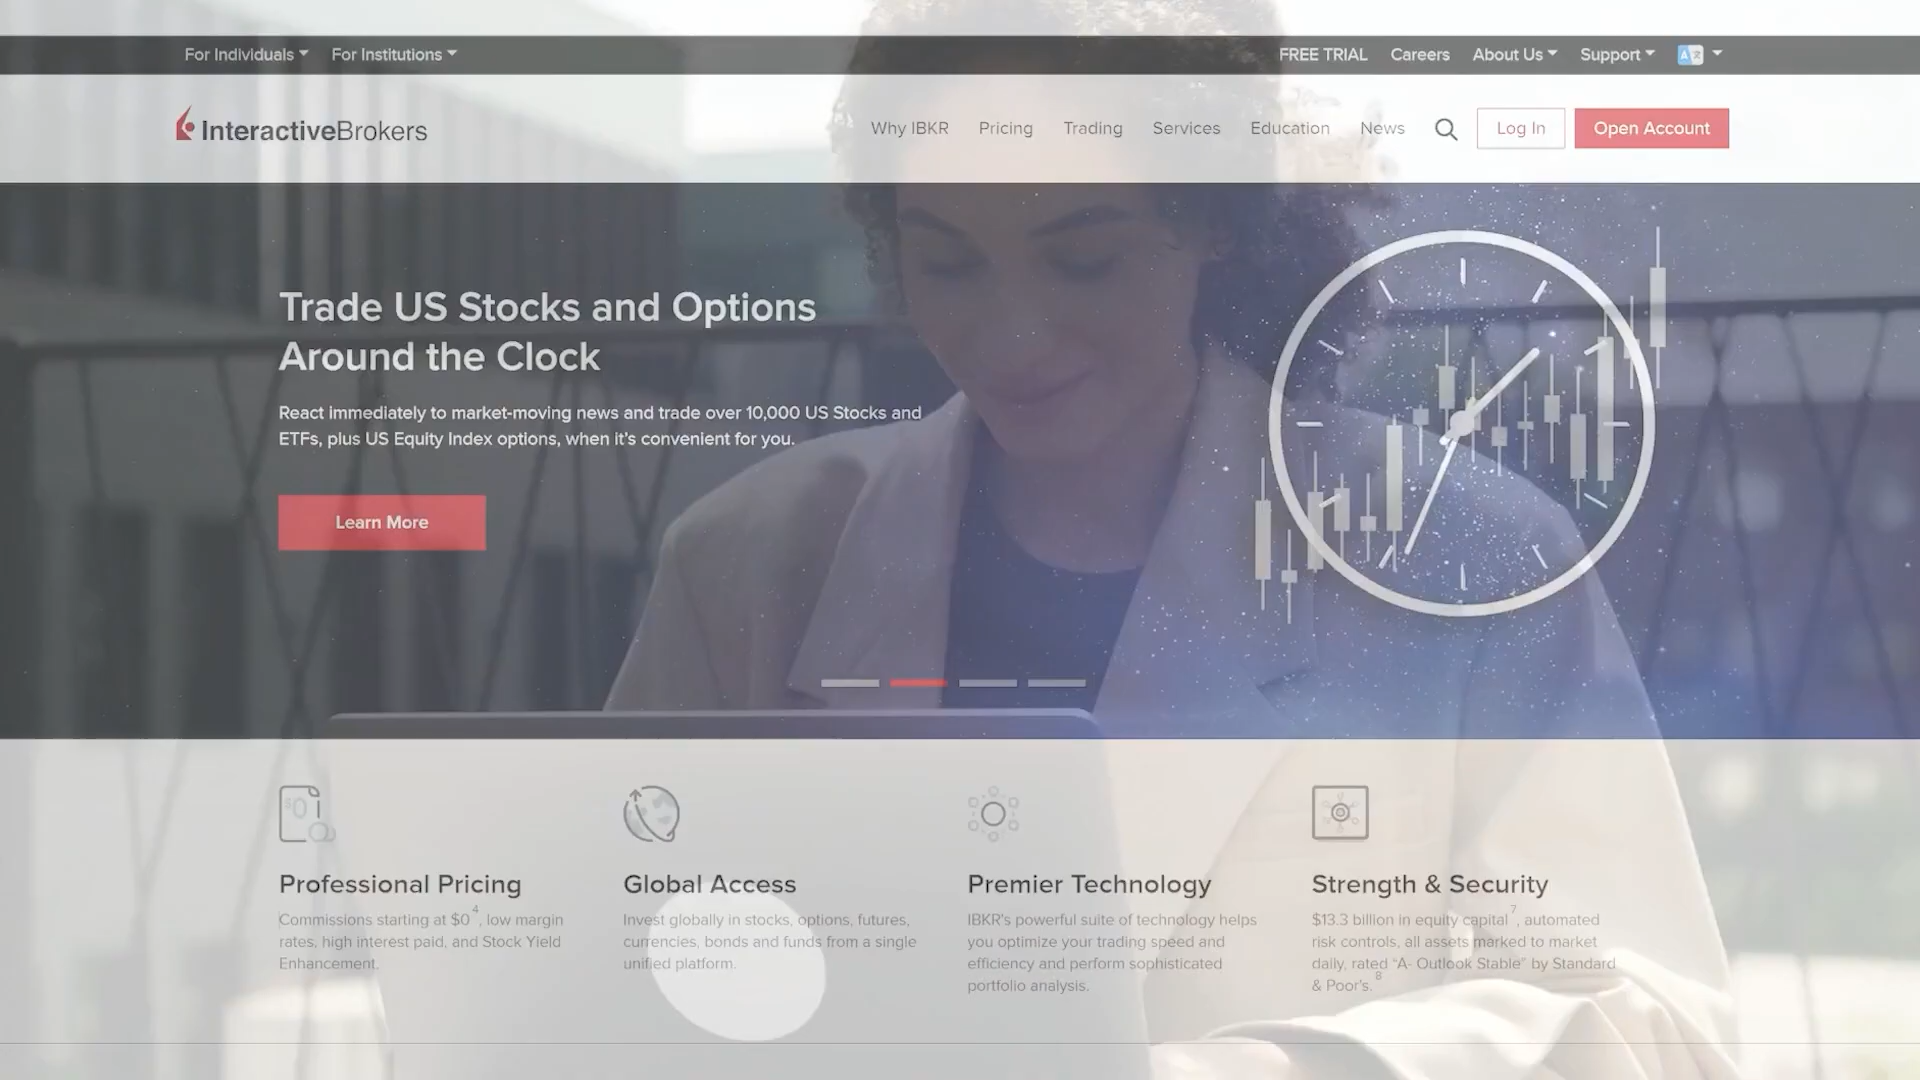 For Individuals For Institutions FREE TRIAL Careers About Us Support
InteractiveBrokers Why IBKR Pricing Trading Services Education News Log In Open Account
Trade US Stocks and Options
Around the Clock
React immediately to market-moving news and trade over 10,000 US Stocks and
ETFs, plus US Equity Index options, when it's convenient for you.
Learn More
Professional Pricing
Commissions starting at $0 4, low margin
rates, high interest paid, and Stock Yield
Enhancement.
Global Access
Invest globally in stocks, options, futures,
currencies, bonds and funds from a single
unified platform.
Premier Technology
IBKR's powerful suite of technology helps
you optimize your trading speed and
efficiency and perform sophisticated
portfolio analysis.
Strength & Security
$13.3 billion in equity capital 7, automated
risk controls, all assets marked to market
daily, rated “A- Outlook Stable” by Standard
& Poor's. 8